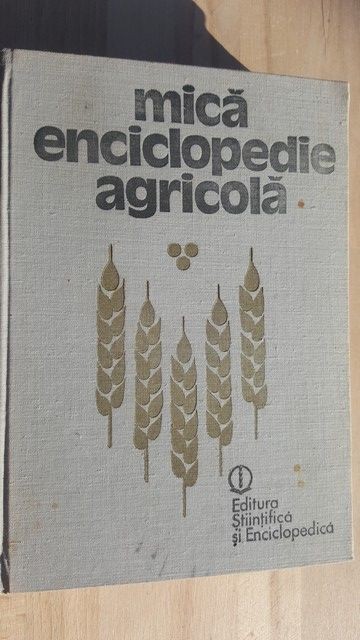 mică
enciclopedie
agricolă
Editura
Științifică
și Enciclopedică